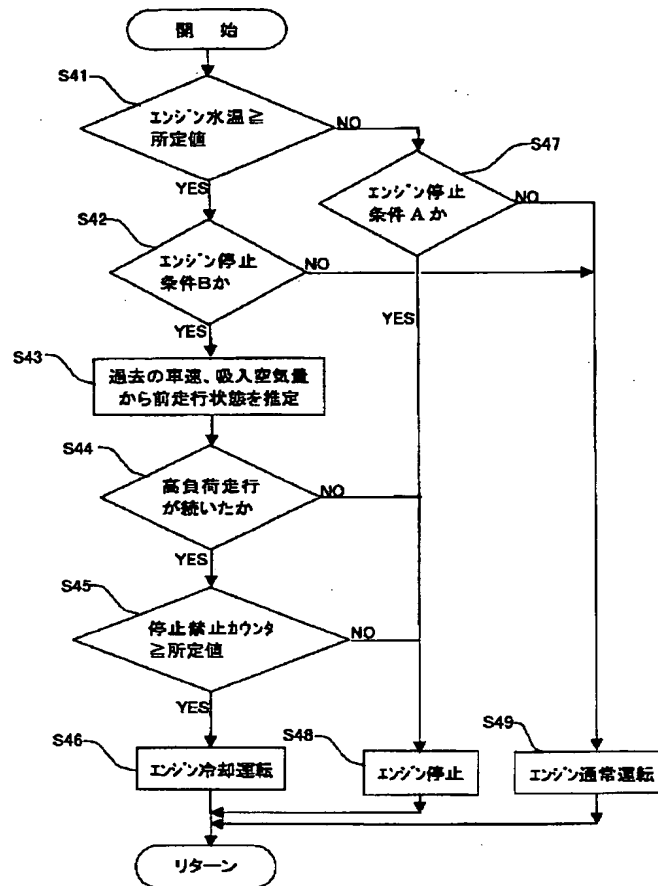 開 始
S41
エンジン水温≧
所定値
NO
YES
S47
エンジン停止
条件Aか
NO
YES
S42
エンジン停止
条件Bか
NO
YES
S43
過去の車速、吸入空気量
から前走行状態を推定
S44
高負荷走行
が続いたか
NO
YES
S45
停止禁止カウンタ
≧所定値
NO
YES
S46
エンジン冷却運転
S48
エンジン停止
S49
エンジン通常運転
リターン